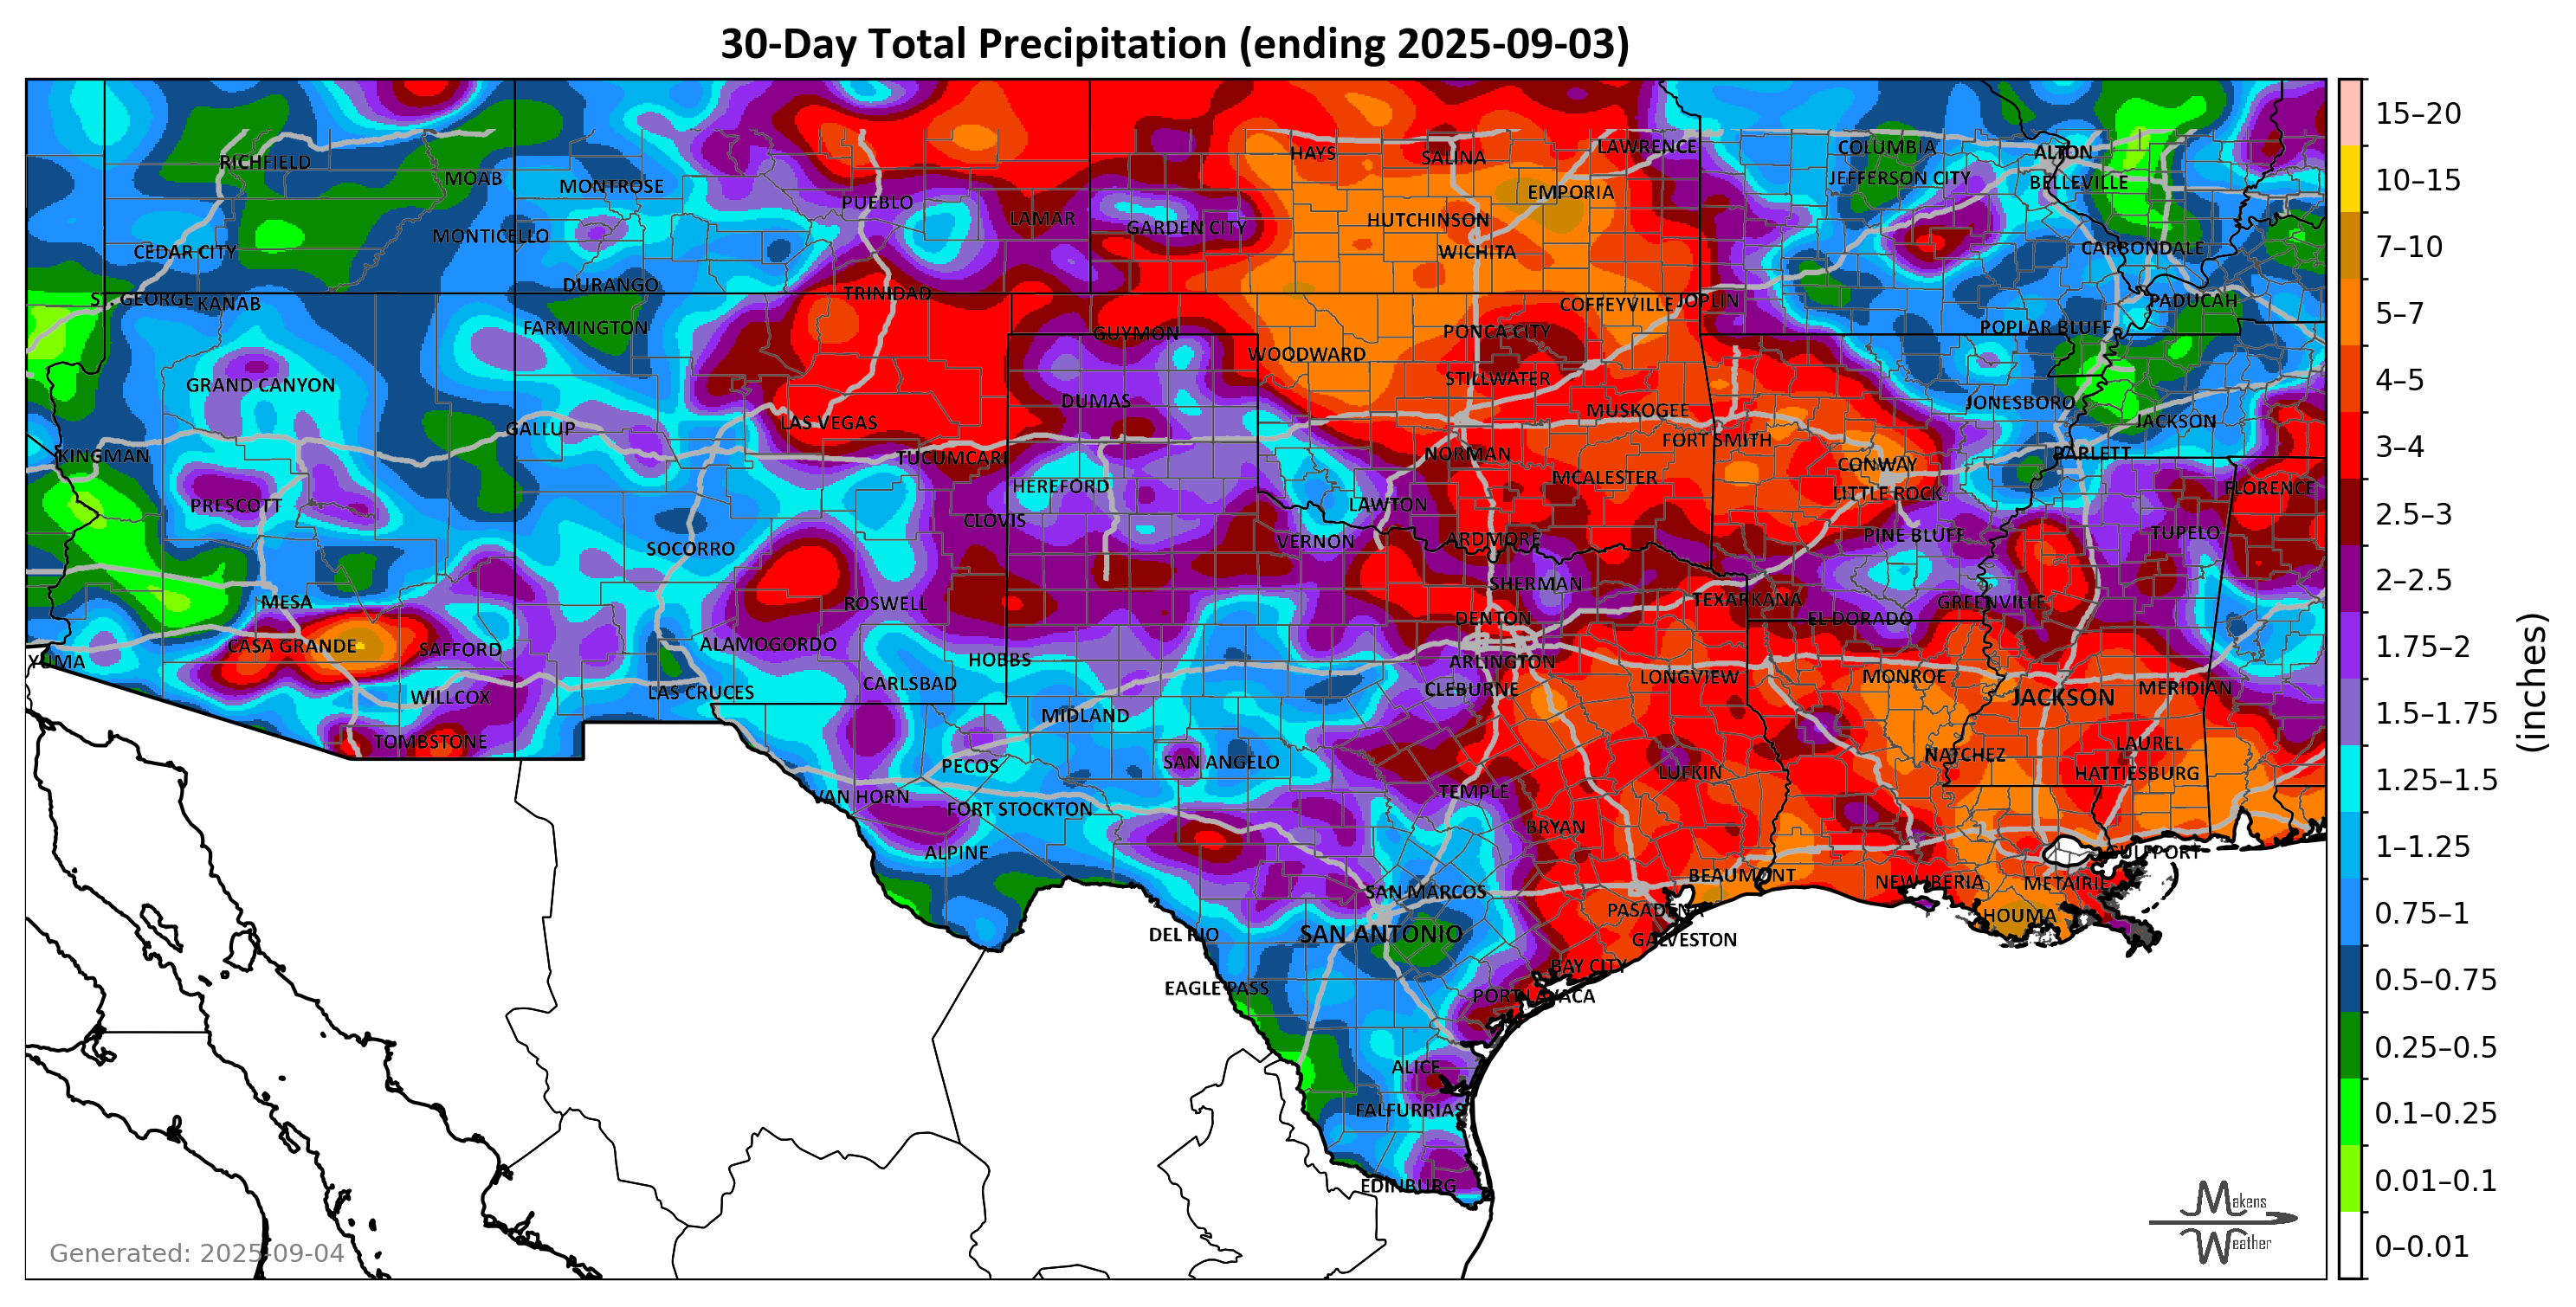 30-Day Total Precipitation (ending 2025-09-03)
RICHFIELD
MOAB
MONTROSE
PUEBLO
LAMAR
GARDEN CITY
HAYS
SALINA
LAWRENCE
EMPORIA
HUTCHINSON
WICHITA
COLUMBIA
JEFFERSON CITY
ALTON
BELLEVILLE
CARBONDALE
MONTICELLO
CEDAR CITY
DURANGO
TRINIDAD
ST. GEORGE
KANAB
FARMINGTON
GUYMON
COFFEYVILLE
JOPLIN
PADUCAH
PONCA CITY
POPLAR BLUFF
WOODWARD
STILLWATER
GRAND CANYON
DUMAS
MUSKOGEE
JONESBORO
JACKSON
LAS VEGAS
GALLUP
FORT SMITH
KINGMAN
TUCUMCARI
NORMAN
BARLETT
CONWAY
MCALESTER
HEREFORD
LITTLE ROCK
FLORENCE
PRESCOTT
LAWTON
CLOVIS
PINE BLUFF
TUPELO
SOCORRO
VERNON
ARDMORE
SHERMAN
MESA
ROSWELL
TEXARKANA
GREENVILLE
DENTON
EL DORADO
CASA GRANDE
SAFFORD
ALAMOGORDO
YUMA
HOBBS
ARLINGTON
LONGVIEW
MONROE
CARLSBAD
CLEBURNE
MERIDIAN
WILLCOX
LAS CRUCES
JACKSON
MIDLAND
TOMBSTONE
LAUREL
NATCHEZ
PECOS
SAN ANGELO
LUFKIN
HATTIESBURG
VAN HORN
TEMPLE
FORT STOCKTON
BRYAN
ALPINE
GULFPORT
BEAUMONT
NEW IBERIA
METAIRIE
SAN MARCOS
PASADENA
HOUMA
DEL RIO
SAN ANTONIO
GALVESTON
BAY CITY
EAGLE PASS
PORT LAVACA
ALICE
FALFURRIAS
EDINBURG
Generated: 2025-09-04
Makens
Weather
15–20
10–15
7–10
5–7
4–5
3–4
2.5–3
2–2.5
1.75–2
1.5–1.75
1.25–1.5
1–1.25
0.75–1
0.5–0.75
0.25–0.5
0.1–0.25
0.01–0.1
0–0.01
(inches)